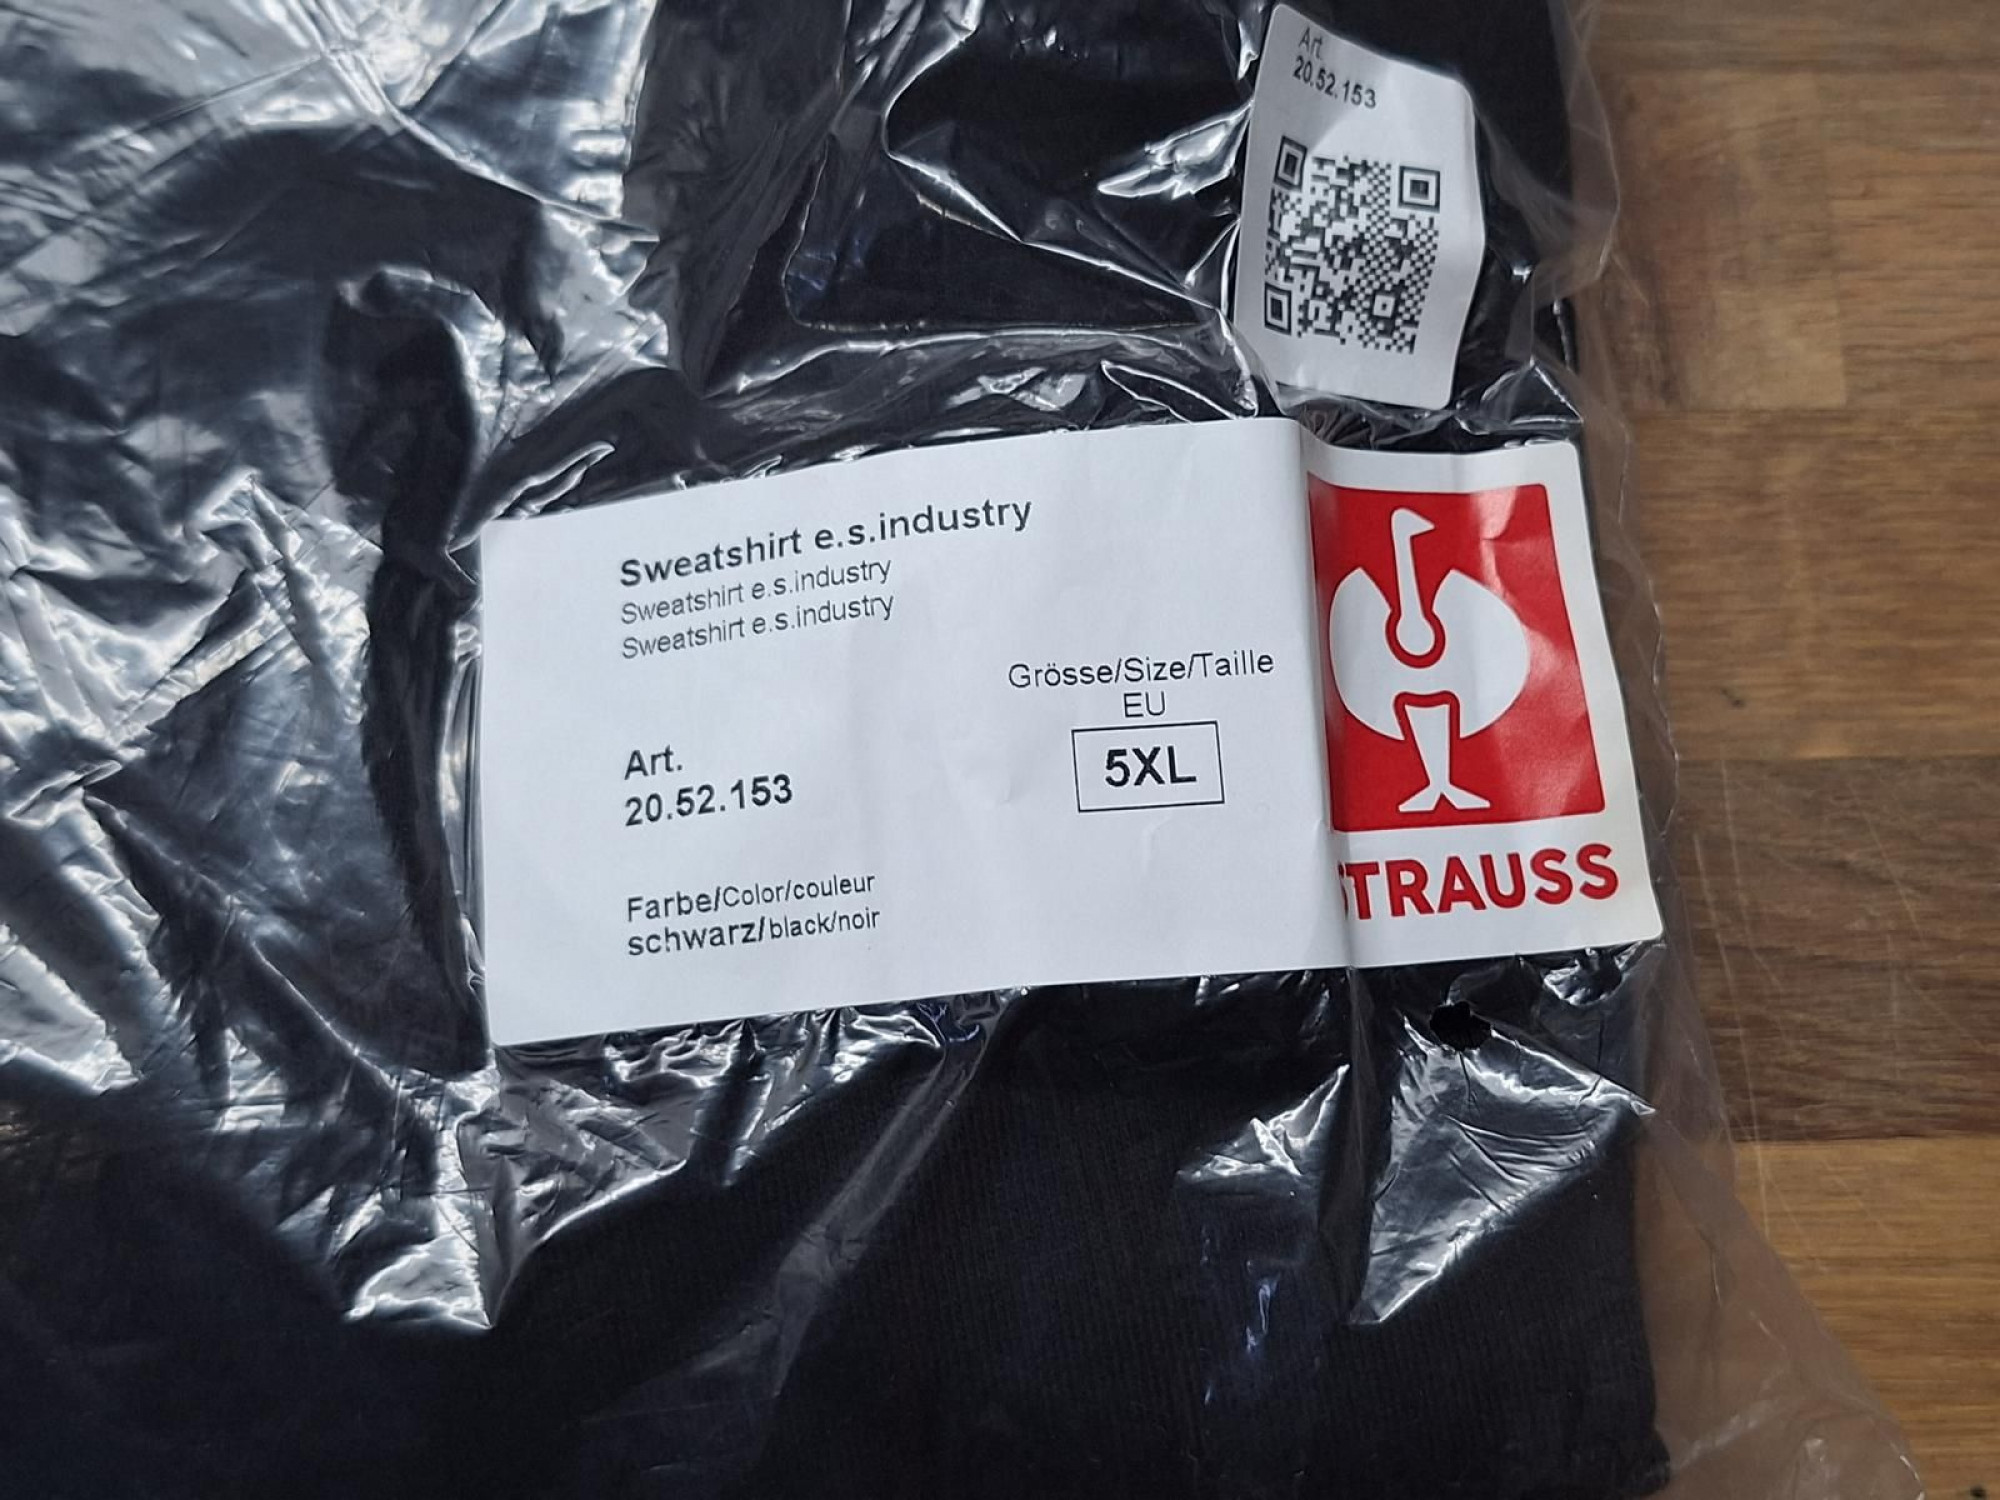 Art.
20.52.153
Sweatshirt e.s.industry
Sweatshirt e.s.industry
Sweatshirt e.s.industry
Grösse/Size/Taille
EU
5XL
Art.
20.52.153
Farbe/Color/couleur
schwarz/black/noir
STRAUSS